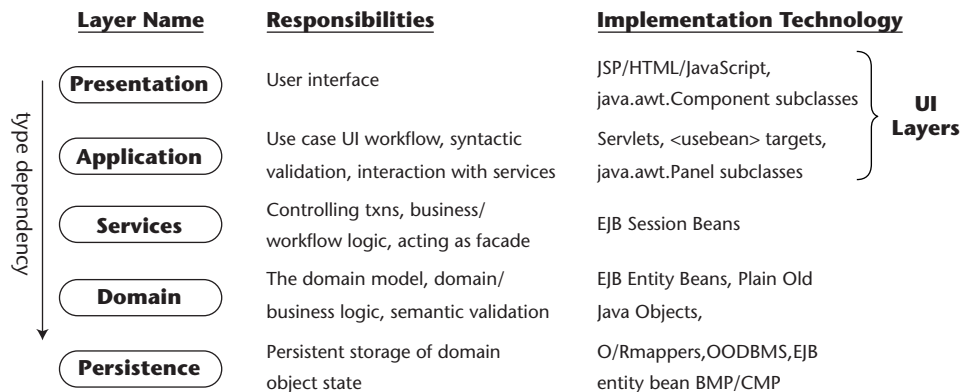 Layer Name Responsibilities Implementation Technology
Presentation
User interface
JSP/HTML/JavaScript,
java.awt.Component subclasses
Application
Use case UI workflow, syntactic
validation, interaction with services
Servlets, <usebean> targets,
java.awt.Panel subclasses
UI
Layers
Services
Controlling txns, business/
workflow logic, acting as facade
EJB Session Beans
Domain
The domain model, domain/
business logic, semantic validation
EJB Entity Beans, Plain Old
Java Objects,
Persistence
Persistent storage of domain
object state
O/Rmappers,OODBMS,EJB
entity bean BMP/CMP
type dependency